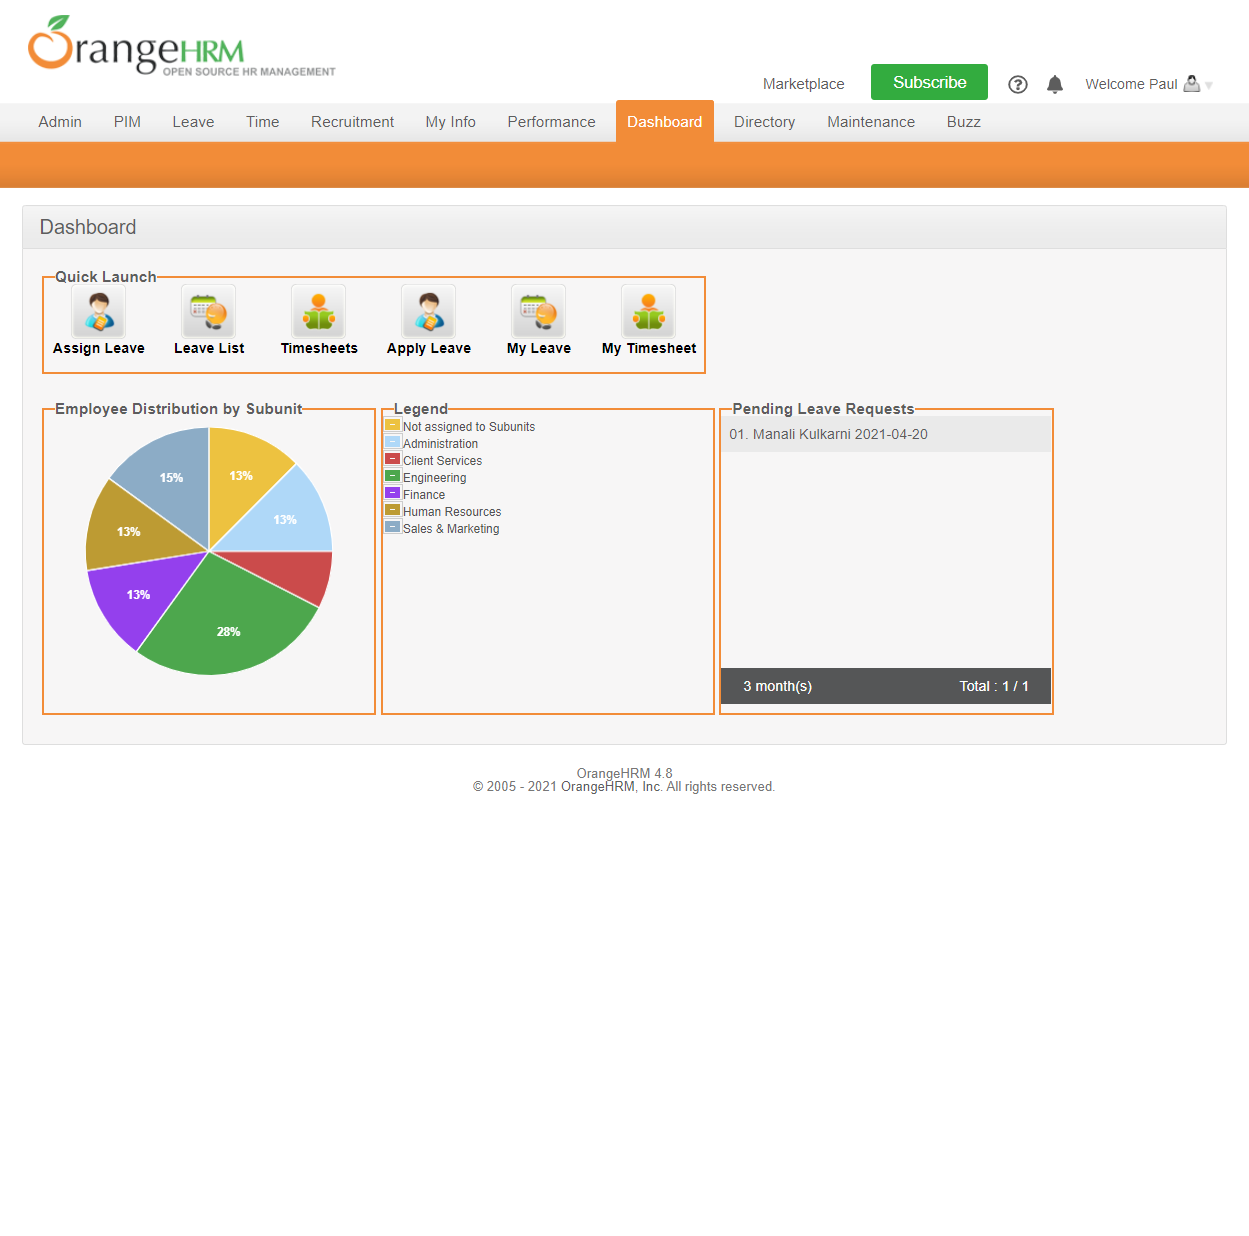 OrangeHRM
OPEN SOURCE HR MANAGEMENT
Marketplace
Subscribe
Welcome Paul
Admin PIM Leave Time Recruitment My Info Performance Dashboard Directory Maintenance Buzz
Dashboard
Quick Launch
Assign Leave Leave List Timesheets Apply Leave My Leave My Timesheet
Employee Distribution by Subunit
15% 13%
13% 13%
13%
28%
Legend
Not assigned to Subunits
Administration
Client Services
Engineering
Finance
Human Resources
Sales & Marketing
Pending Leave Requests
01. Manali Kulkarni 2021-04-20
3 month(s) Total : 1 / 1
OrangeHRM 4.8
© 2005 - 2021 OrangeHRM, Inc. All rights reserved.